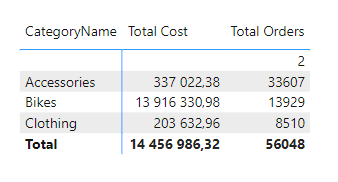 CategoryName Total Cost Total Orders
2
Accessories 337 022,38 33607
Bikes 13 916 330,98 13929
Clothing 203 632,96 8510
Total 14 456 986,32 56048